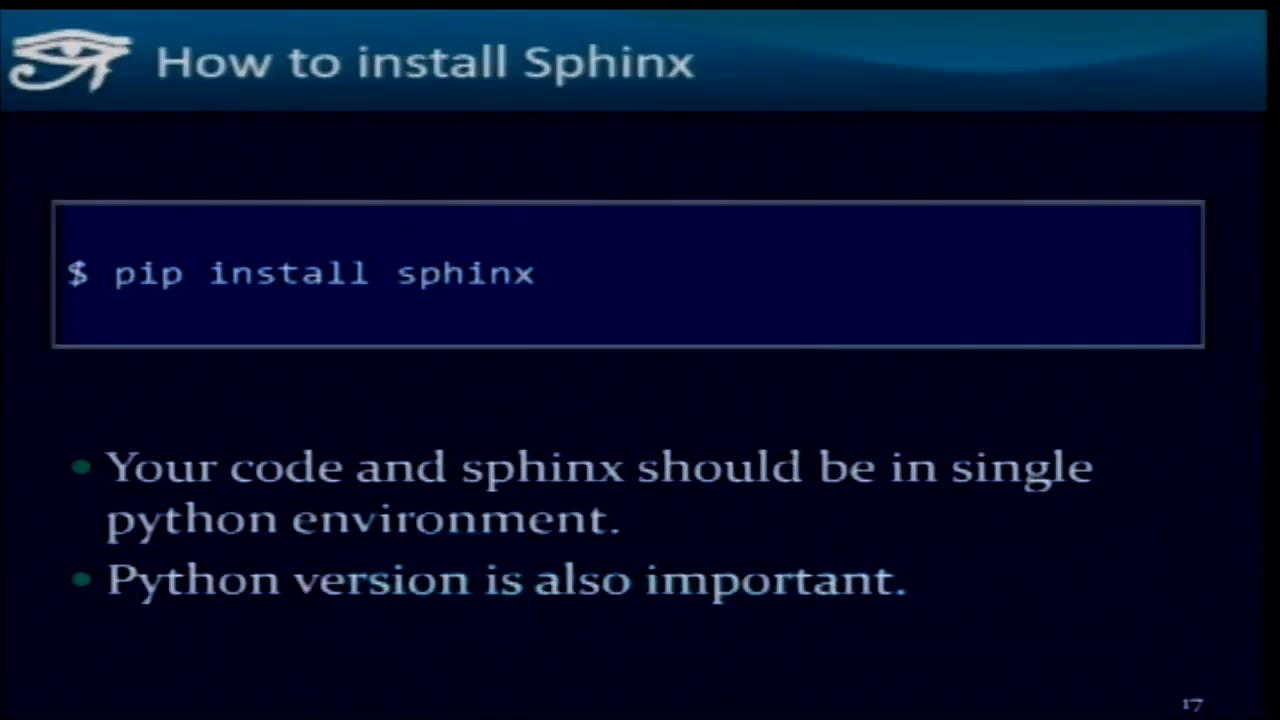 How to install Sphinx
$ pip install sphinx
• Your code and sphinx should be in single
python environment.
• Python version is also important.
17